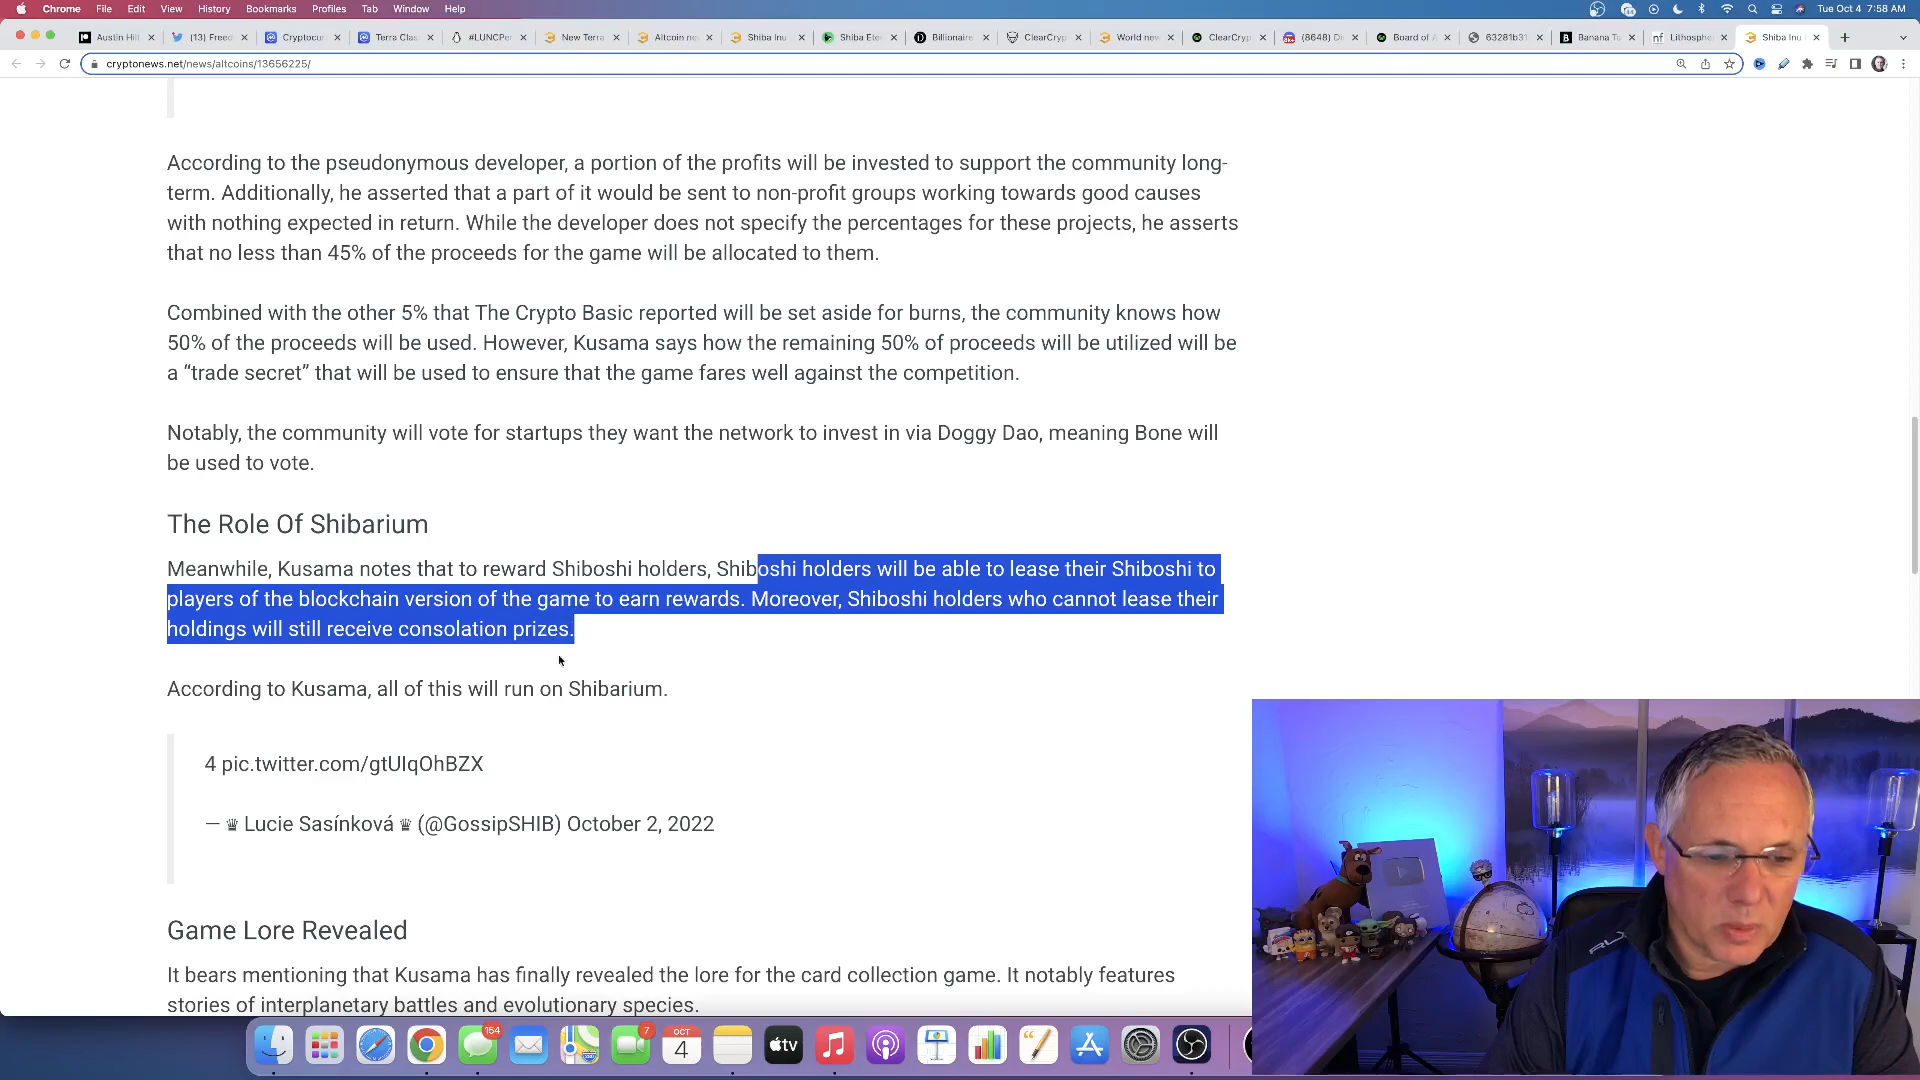 Chrome File Edit View History Bookmarks Profiles Tab Window Help Tue Oct 4 7:58 AM
Austin Hill (13) Freed Cryptocur Terra Clas #LUNCPe New Terra Altcoin ne Shiba Inu Shiba Ete Billionaire ClearCryp World new ClearCryp (8648) Di Board of A 63281b31 Banana Ta Lithosphe Shiba Inu
cryptonews.net/news/altcoins/13656225/
According to the pseudonymous developer, a portion of the profits will be invested to support the community long-
term. Additionally, he asserted that a part of it would be sent to non-profit groups working towards good causes
with nothing expected in return. While the developer does not specify the percentages for these projects, he asserts
that no less than 45% of the proceeds for the game will be allocated to them.
Combined with the other 5% that The Crypto Basic reported will be set aside for burns, the community knows how
50% of the proceeds will be used. However, Kusama says how the remaining 50% of proceeds will be utilized will be
a “trade secret” that will be used to ensure that the game fares well against the competition.
Notably, the community will vote for startups they want the network to invest in via Doggy Dao, meaning Bone will
be used to vote.
The Role Of Shibarium
Meanwhile, Kusama notes that to reward Shiboshi holders, Shiboshi holders will be able to lease their Shiboshi to
players of the blockchain version of the game to earn rewards. Moreover, Shiboshi holders who cannot lease their
holdings will still receive consolation prizes.
According to Kusama, all of this will run on Shibarium.
4 pic.twitter.com/gtUIqOhBZX
— ♛ Lucie Sasínková ♛ (@GossipSHIB) October 2, 2022
Game Lore Revealed
It bears mentioning that Kusama has finally revealed the lore for the card collection game. It notably features
stories of interplanetary battles and evolutionary species.
154 7 OCT 4 tv